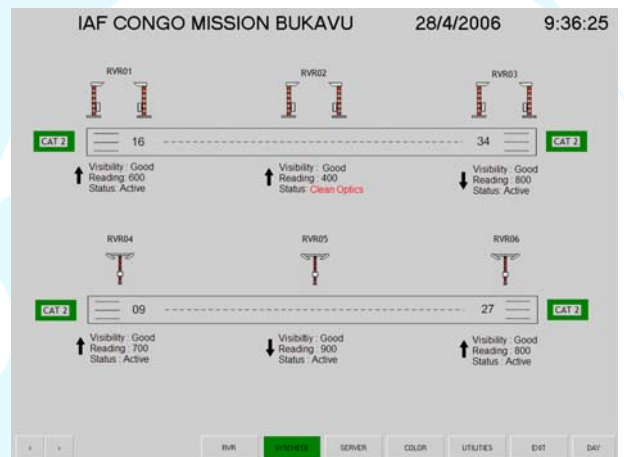 IAF CONGO MISSION BUKAVU 28/4/2006 9:36:25
RVR01 RVR02 RVR03
CAT 2 16 34 CAT 2
Visibility : Good Visibility : Good Visibility : Good
Reading: 600 Reading : 400 Reading : 800
Status: Active Status: Clean Optics Status: Active
RVR04 RVR05 RVR06
CAT 2 09 27 CAT 2
Visibility : Good Visibiltiy : Good Visibility : Good
Reading : 700 Reading : 900 Reading : 800
Status : Active Status : Active Status : Active
RVR SYSCHECK SERVER COLOR UTILITIES EXIT DAY